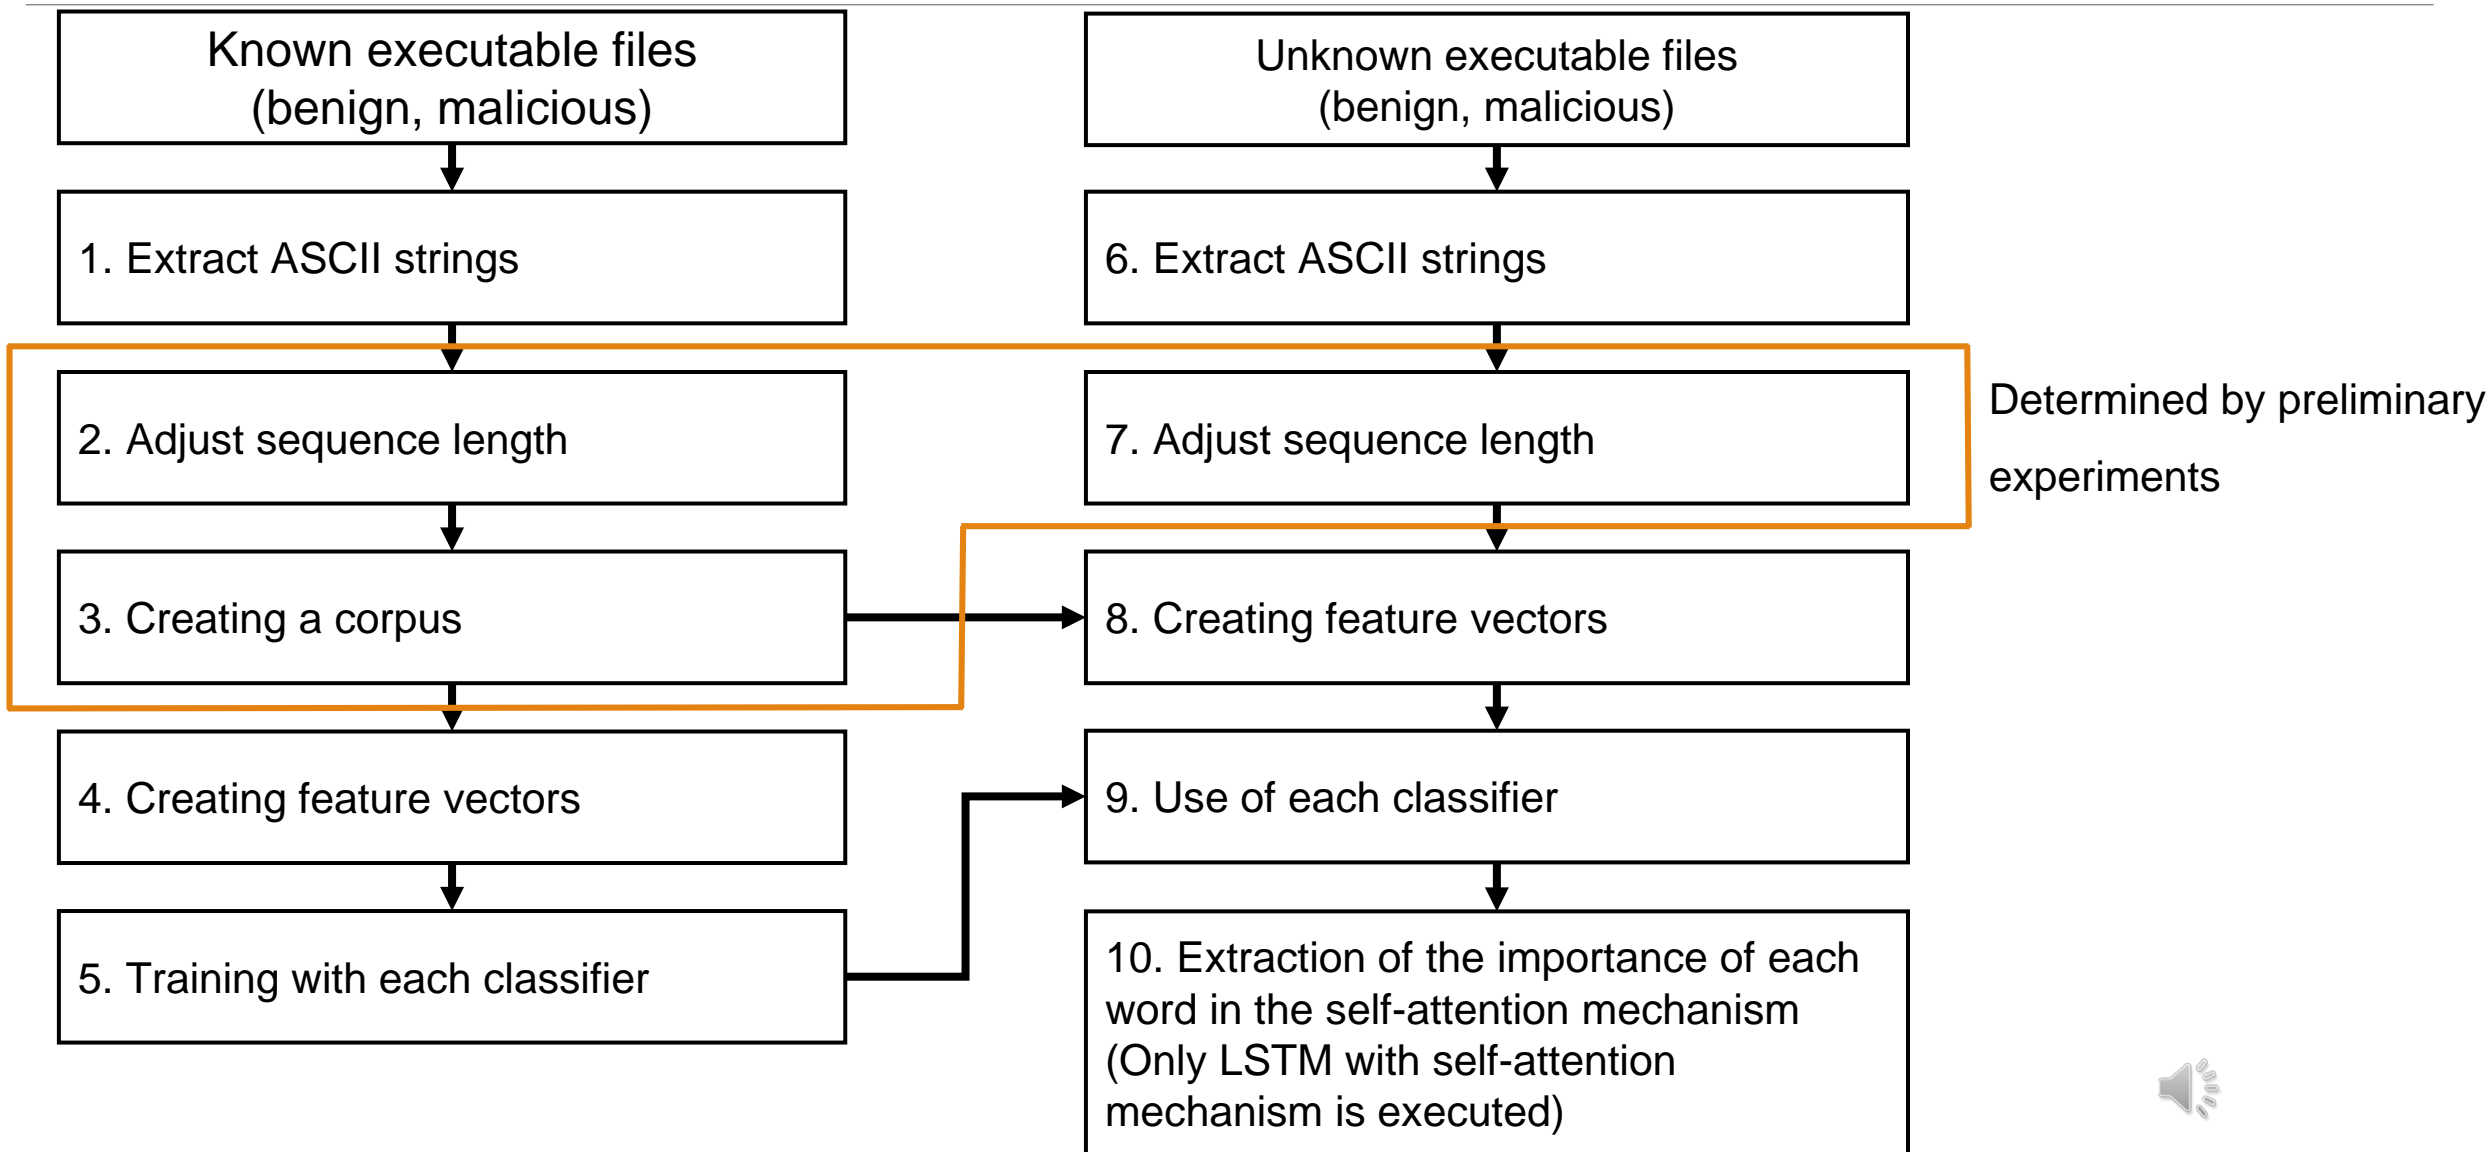 Known executable files
(benign, malicious)
1. Extract ASCII strings
2. Adjust sequence length
3. Creating a corpus
4. Creating feature vectors
5. Training with each classifier
Unknown executable files
(benign, malicious)
6. Extract ASCII strings
7. Adjust sequence length
8. Creating feature vectors
9. Use of each classifier
10. Extraction of the importance of each
word in the self-attention mechanism
(Only LSTM with self-attention
mechanism is executed)
Determined by preliminary
experiments